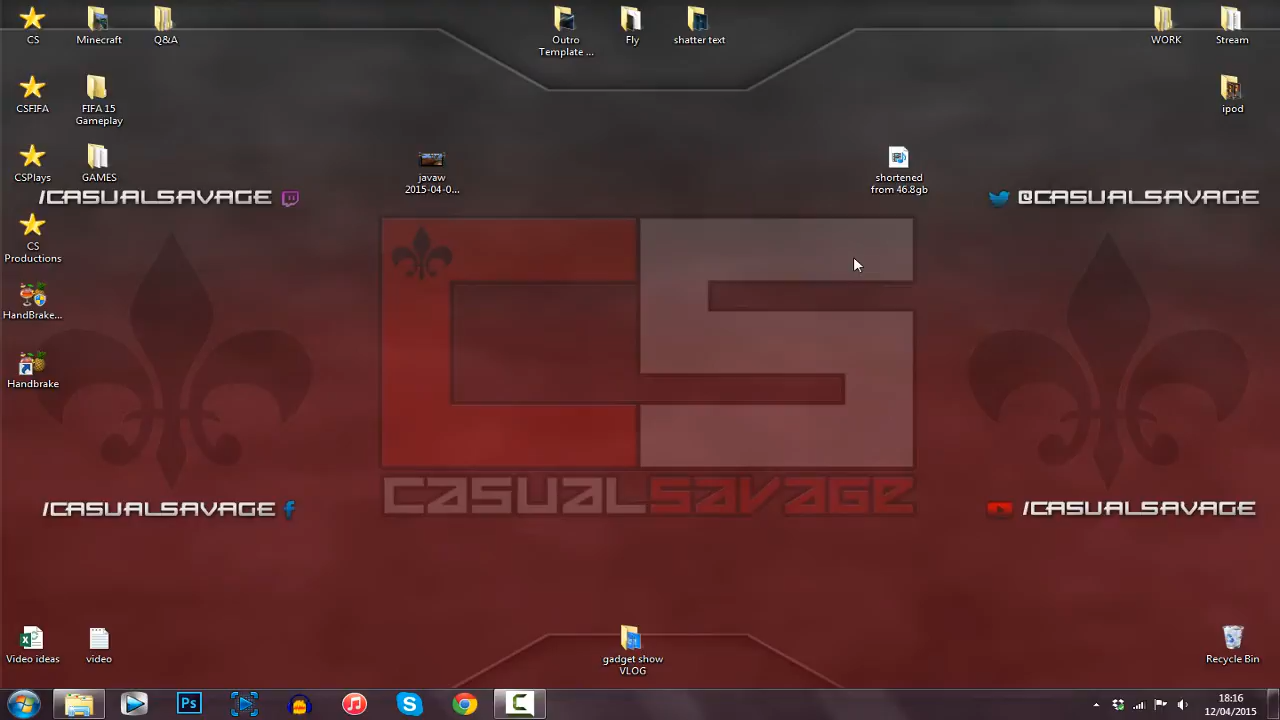 CS
Minecraft
Q&A
Outro
Template ...
Fly
shatter text
WORK
Stream
CSFIFA
FIFA 15
Gameplay
ipod
CSPlays
GAMES
javaw
2015-04-0...
shortened
from 46.8gb
/CASUALSAVAGE
@CASUALSAVAGE
CS
Productions
CS
HandBrake...
Handbrake
CASUALSAVAGE
/CASUALSAVAGE f
/CASUALSAVAGE
Video ideas
video
gadget show
VLOG
Recycle Bin
Ps
S
C
18:16
12/04/2015